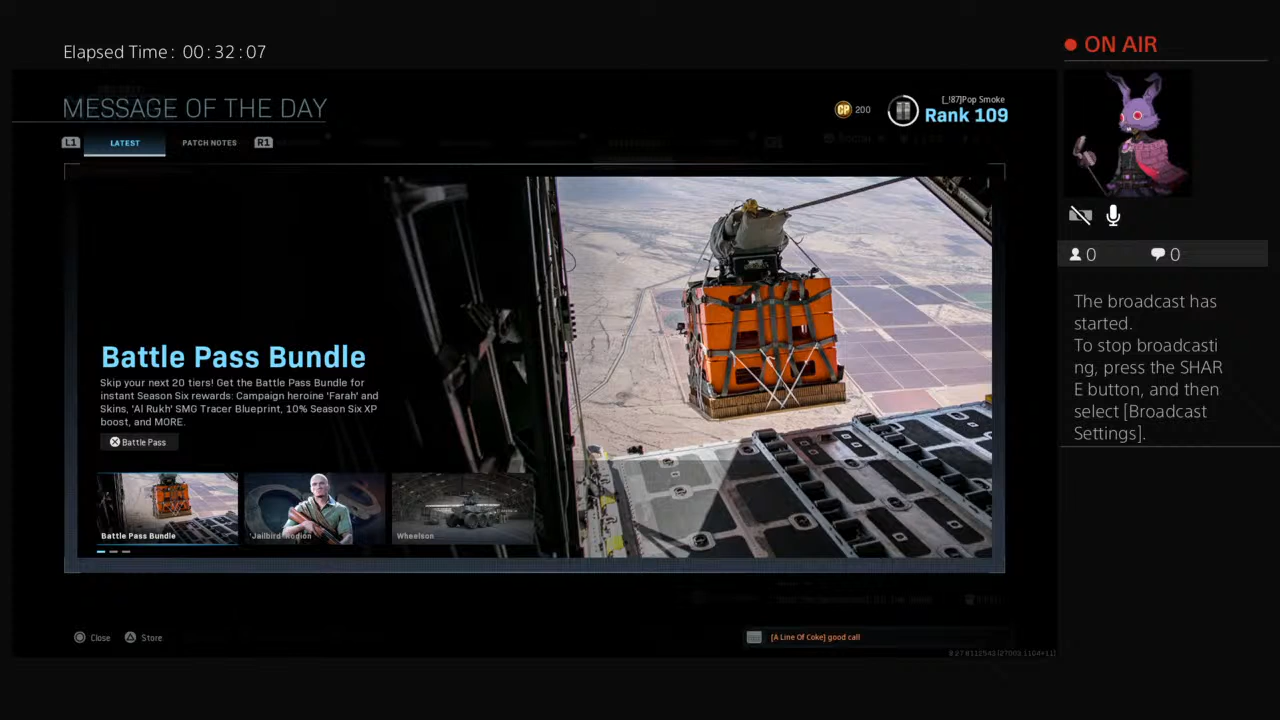 Elapsed Time: 00:32:07
ON AIR
MESSAGE OF THE DAY
CP 200
[_!87]Pop Smoke
Rank 109
L1 LATEST PATCH NOTES R1
0 0
The broadcast has
started.
To stop broadcasti
ng, press the SHAR
E button, and then
select [Broadcast
Settings].
Battle Pass Bundle
Skip your next 20 tiers! Get the Battle Pass Bundle for
instant Season Six rewards: Campaign heroine 'Farah' and
Skins, 'Al Rukh' SMG Tracer Blueprint, 10% Season Six XP
boost, and MORE.
Battle Pass
Battle Pass Bundle
'Jailbird' Rodion
Wheelson
Close Store
[A Line Of Coke] good call